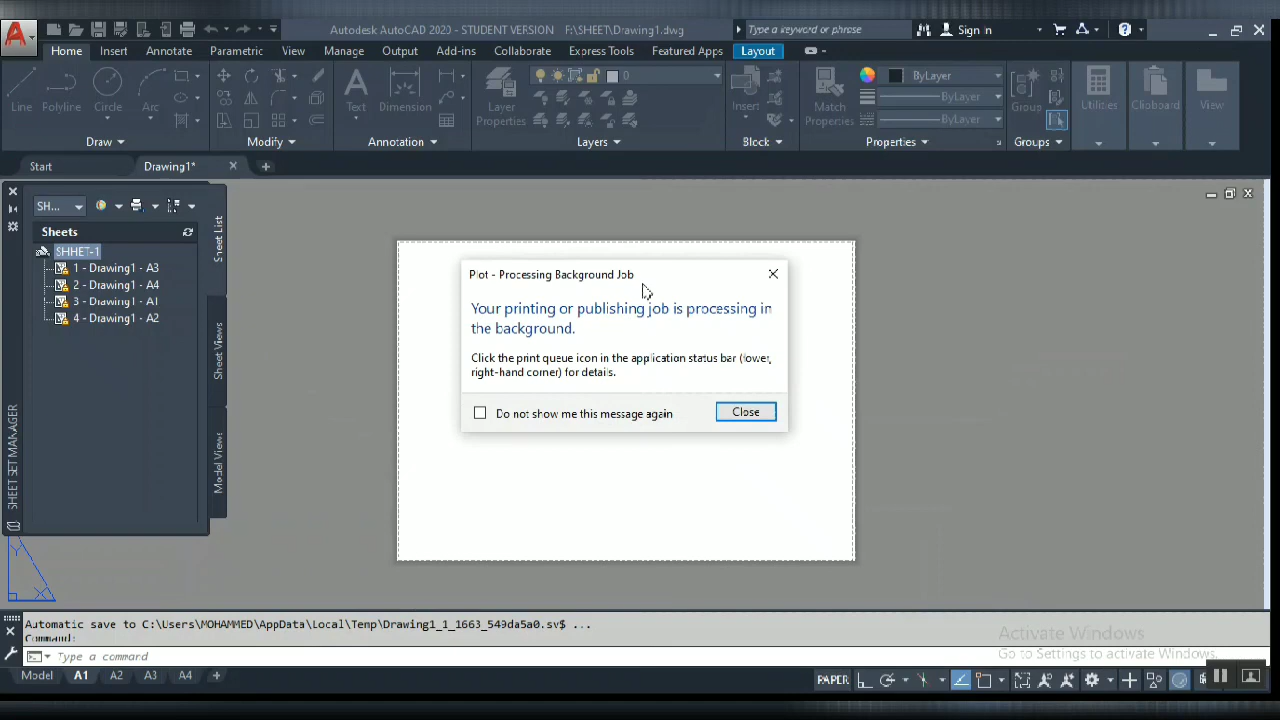 Autodesk AutoCAD 2020 - STUDENT VERSION F:\SHEET\Drawing1.dwg
Type a keyword or phrase
Sign In
Home Insert Annotate Parametric View Manage Output Add-ins Collaborate Express Tools Featured Apps Layout
0
ByLayer
ByLayer
ByLayer
Line Polyline Circle Arc
Text Dimension
Layer
Properties
Insert
Match
Properties
Group
Utilities
Clipboard
View
Draw Modify Annotation Layers Block Properties Groups
Start Drawing1*
SH...
Sheets
SHHET-1
1 - Drawing1 - A3
2 - Drawing1 - A4
3 - Drawing1 - A1
4 - Drawing1 - A2
Sheet List
Sheet Views
Model Views
SHEET SET MANAGER
Plot - Processing Background Job
Your printing or publishing job is processing in
the background.
Click the print queue icon in the application status bar (lower,
right-hand corner) for details.
Do not show me this message again
Close
Y
X
Automatic save to C:\Users\MOHAMMED\AppData\Local\Temp\Drawing1_1_1663_549da5a0.sv$ ...
Command:
Type a command
Activate Windows
Go to Settings to activate Windows.
Model A1 A2 A3 A4
PAPER